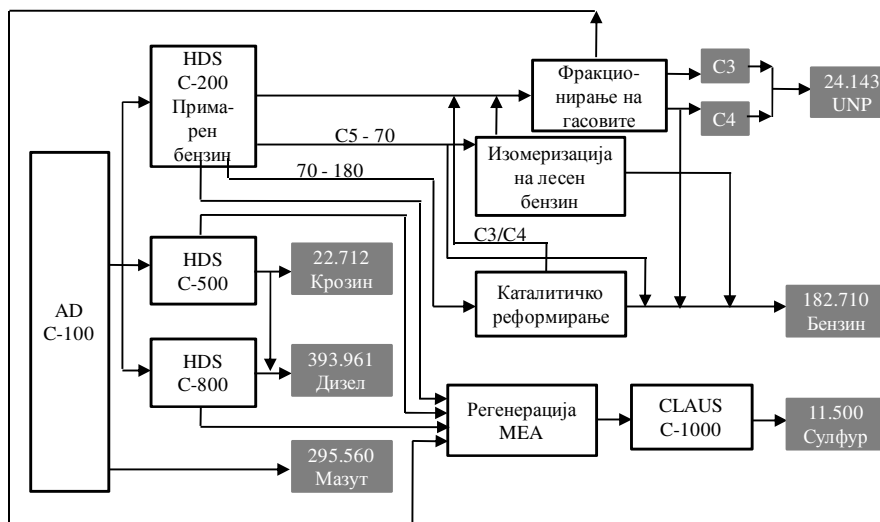 HDS
C-200
Прима-
рен
бензин
Фракцио-
нирање на
гасовите
C3
C4
24.143
UNP
C5 - 70
70 - 180
Изомеризација
на лесен
бензин
C3/C4
HDS
C-500
22.712
Крозин
Каталитичко
реформирање
182.710
Бензин
AD
C-100
HDS
C-800
393.961
Дизел
Регенерација
МЕА
CLAUS
C-1000
11.500
Сулфур
295.560
Мазут